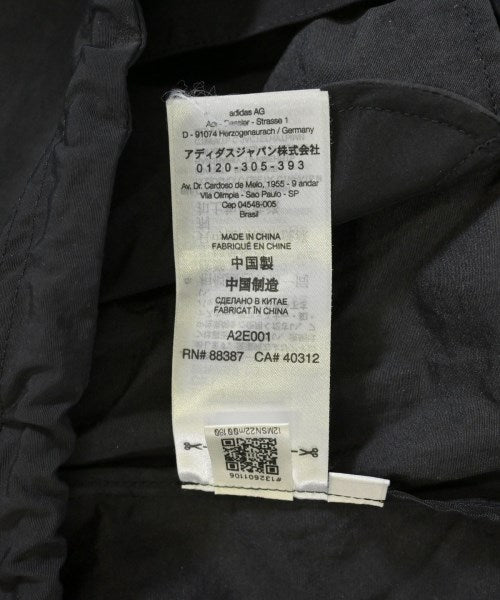 adidas AG
Adi - Dassler - Strasse 1
D - 91074 Herzogenaurach / Germany
アディダスジャパン株式会社
0120-305-393
Av. Dr. Cardoso de Melo, 1955 - 9 andar
Vila Olimpia - Sao Paulo - SP
Cep 04548-005
Brasil
MADE IN CHINA
FABRIQUÉ EN CHINE
中国製
中国制造
СДЕЛАНО В КИТАЕ
FABRICAT ÎN CHINA
A2E001
RN# 88387 CA# 40312
#1132601106